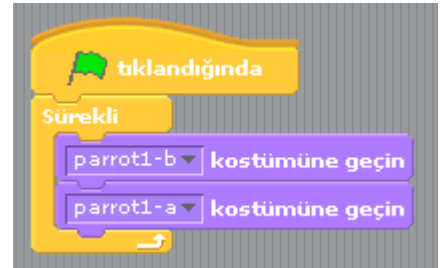 tıklandığında
Sürekli
parrot1-b kostümüne geçin
parrot1-a kostümüne geçin